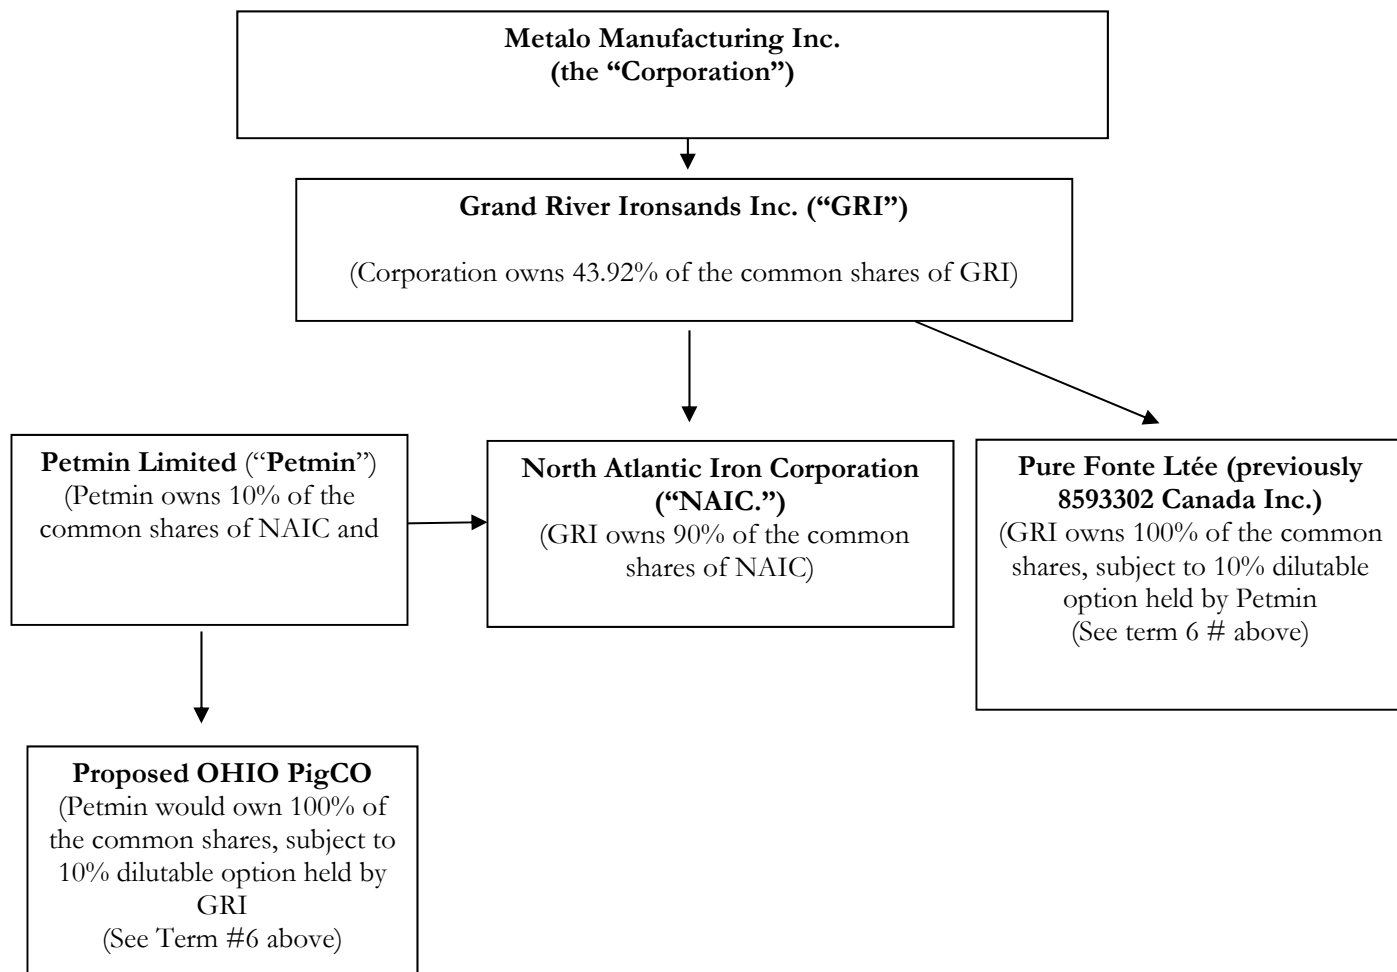 Metalo Manufacturing Inc.
(the “Corporation”)
Grand River Ironsands Inc. (“GRI”)
(Corporation owns 43.92% of the common shares of GRI)
Petmin Limited (“Petmin”)
(Petmin owns 10% of the
common shares of NAIC and
North Atlantic Iron Corporation
(“NAIC.”)
(GRI owns 90% of the common
shares of NAIC)
Pure Fonte Ltée (previously
8593302 Canada Inc.)
(GRI owns 100% of the common
shares, subject to 10% dilutable
option held by Petmin
(See term 6 # above)
Proposed OHIO PigCO
(Petmin would own 100% of
the common shares, subject to
10% dilutable option held by
GRI
(See Term #6 above)